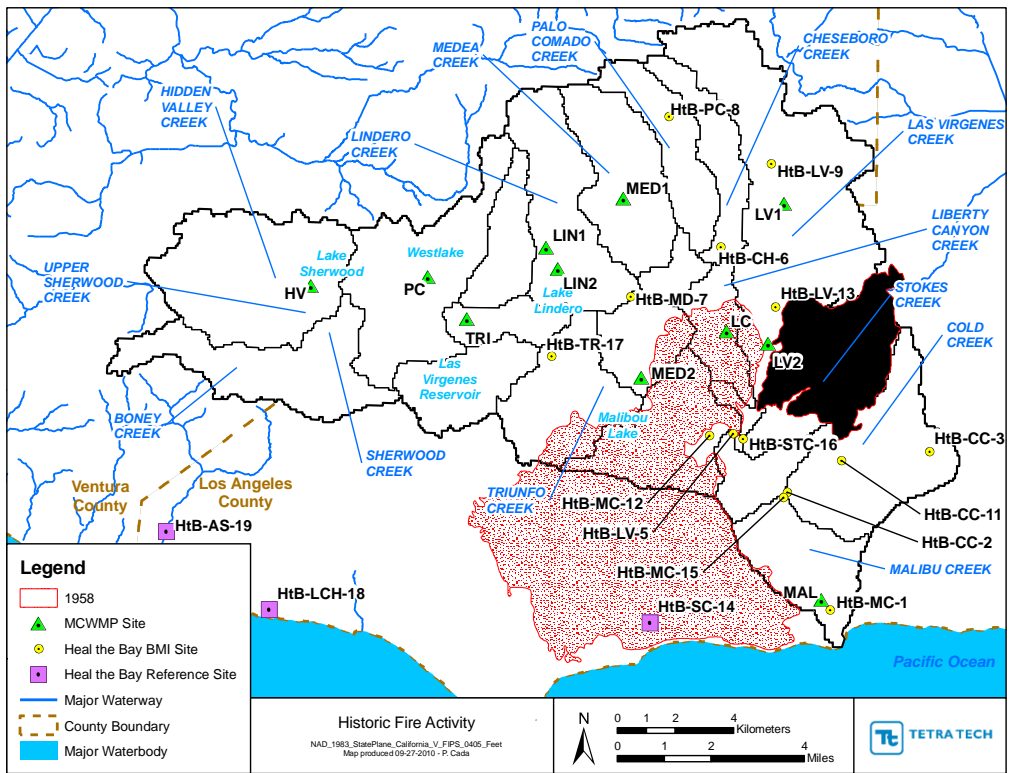 PALO
COMADO
CREEK
MEDEA
CREEK
CHESEBORO
CREEK
HIDDEN
VALLEY
CREEK
HtB-PC-8
LAS VIRGENES
CREEK
LINDERO
CREEK
HtB-LV-9
MED1
LV1
LIBERTY
CANYON
CREEK
LIN1
HtB-CH-6
Lake
Sherwood
Westlake
UPPER
SHERWOOD
CREEK
HV
PC
LIN2
Lake
Lindero
HtB-MD-7
HtB-LV-13
STOKES
CREEK
TRI
LC
COLD
CREEK
HtB-TR-17
LV2
Las
Virgenes
Reservoir
MED2
BONEY
CREEK
Malibou
Lake
HtB-STC-16
HtB-CC-3
SHERWOOD
CREEK
Ventura
County
Los Angeles
County
TRIUNFO
CREEK
HtB-MC-12
HtB-CC-11
HtB-AS-19
HtB-LV-5
HtB-CC-2
HtB-MC-15
MALIBU CREEK
HtB-LCH-18
HtB-SC-14
MAL
HtB-MC-1
Pacific Ocean
Legend
1958
MCWMP Site
Heal the Bay BMI Site
Heal the Bay Reference Site
Major Waterway
County Boundary
Major Waterbody
Historic Fire Activity
NAD_1983_StatePlane_California_V_FIPS_0405_Feet
Map produced 09-27-2010 - P. Cada
N
0 1 2 4
Kilometers
0 1 2 4
Miles
Tt TETRA TECH